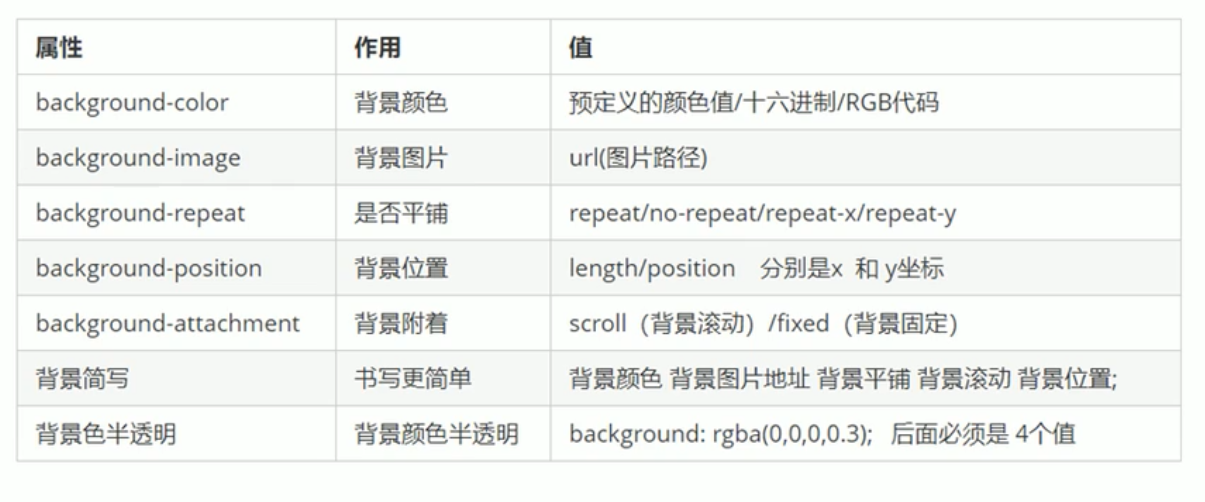 属性 作用 值
background-color 背景颜色 预定义的颜色值/十六进制/RGB代码
background-image 背景图片 url(图片路径)
background-repeat 是否平铺 repeat/no-repeat/repeat-x/repeat-y
background-position 背景位置 length/position 分别是x 和 y坐标
background-attachment 背景附着 scroll（背景滚动）/fixed（背景固定）
背景简写 书写更简单 背景颜色 背景图片地址 背景平铺 背景滚动 背景位置;
背景色半透明 背景颜色半透明 background: rgba(0,0,0,0.3); 后面必须是 4个值